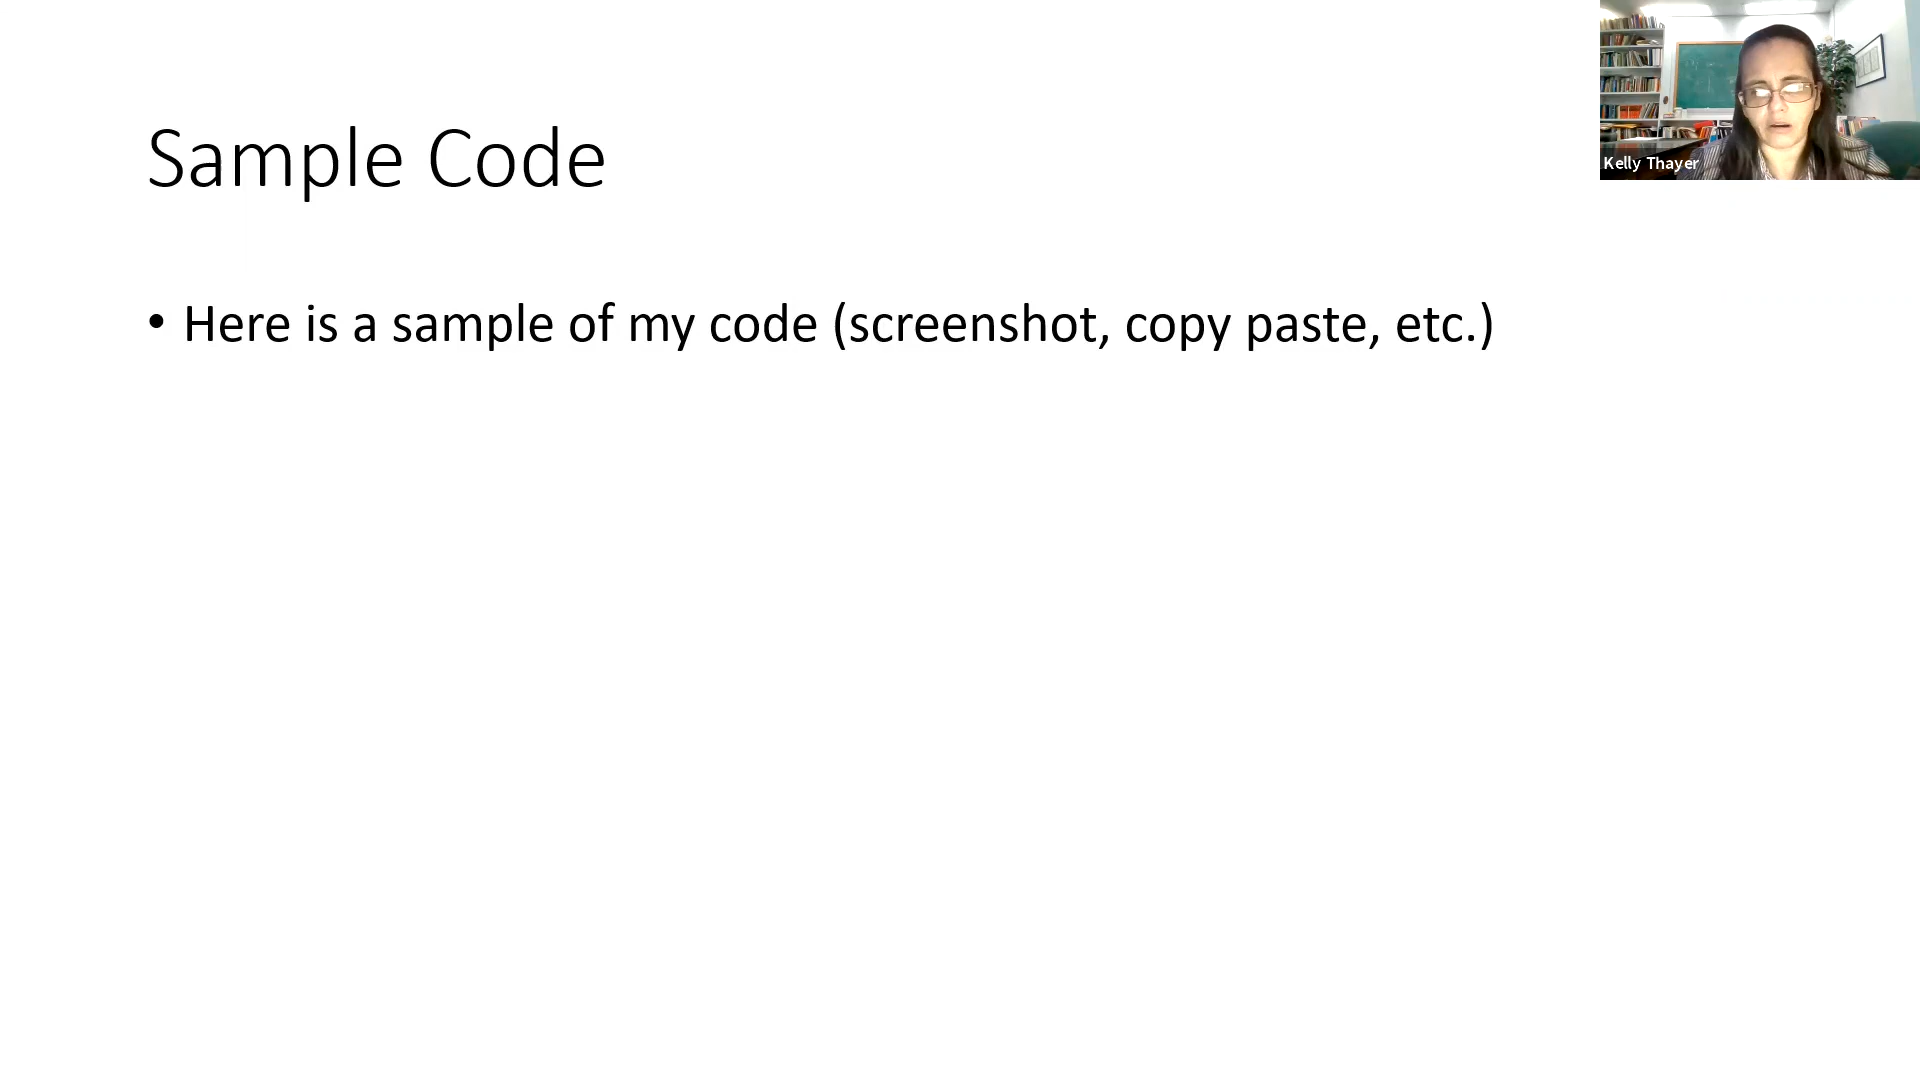 Sample Code
• Here is a sample of my code (screenshot, copy paste, etc.)
Kelly Thayer